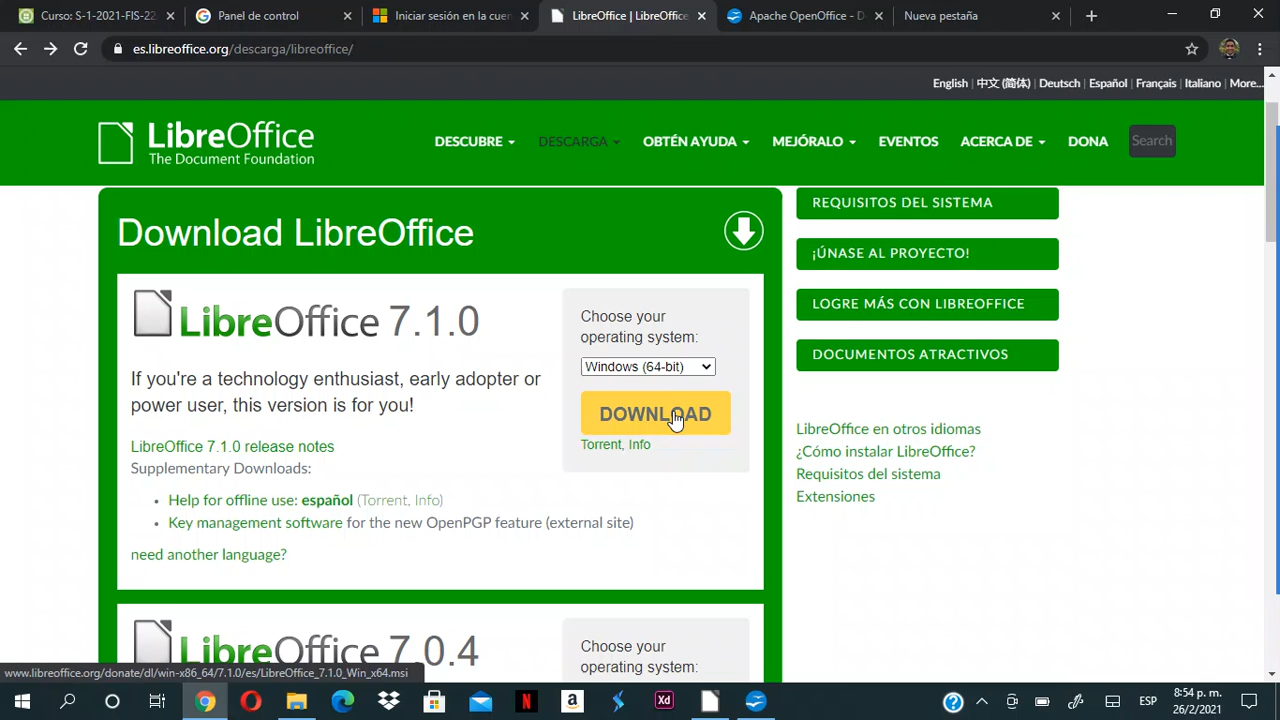 Curso: S-1-2021-FIS-22
Panel de control
Iniciar sesión en la cuen
LibreOffice | LibreOffice
Apache OpenOffice - D
Nueva pestaña
es.libreoffice.org/descarga/libreoffice/
English | 中文 (简体) | Deutsch | Español | Français | Italiano | More...
LibreOffice
The Document Foundation
DESCUBRE
DESCARGA
OBTÉN AYUDA
MEJÓRALO
EVENTOS
ACERCA DE
DONA
Search
Download LibreOffice
LibreOffice 7.1.0
If you're a technology enthusiast, early adopter or
power user, this version is for you!
LibreOffice 7.1.0 release notes
Supplementary Downloads:
• Help for offline use: español (Torrent, Info)
• Key management software for the new OpenPGP feature (external site)
need another language?
Choose your
operating system:
Windows (64-bit)
DOWNLOAD
Torrent, Info
REQUISITOS DEL SISTEMA
¡ÚNASE AL PROYECTO!
LOGRE MÁS CON LIBREOFFICE
DOCUMENTOS ATRACTIVOS
LibreOffice en otros idiomas
¿Cómo instalar LibreOffice?
Requisitos del sistema
Extensiones
LibreOffice 7.0.4
Choose your
operating system:
www.libreoffice.org/donate/dl/win-x86_64/7.1.0/es/LibreOffice_7.1.0_Win_x64.msi
N
a
Xd
?
ESP
8:54 p. m.
26/2/2021